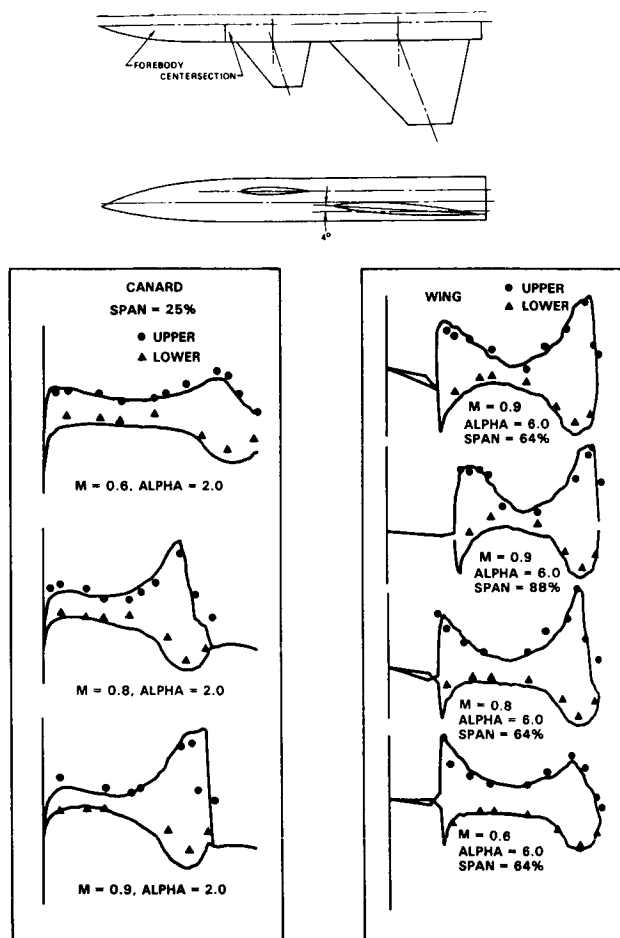 FOREBODY
CENTERSECTION
4°
CANARD
SPAN = 25%
● UPPER
▲ LOWER
M = 0.6, ALPHA = 2.0
M = 0.8, ALPHA = 2.0
M = 0.9, ALPHA = 2.0
WING
● UPPER
▲ LOWER
M = 0.9
ALPHA = 6.0
SPAN = 64%
M = 0.9
ALPHA = 6.0
SPAN = 88%
M = 0.8
ALPHA = 6.0
SPAN = 64%
M = 0.6
ALPHA = 6.0
SPAN = 64%